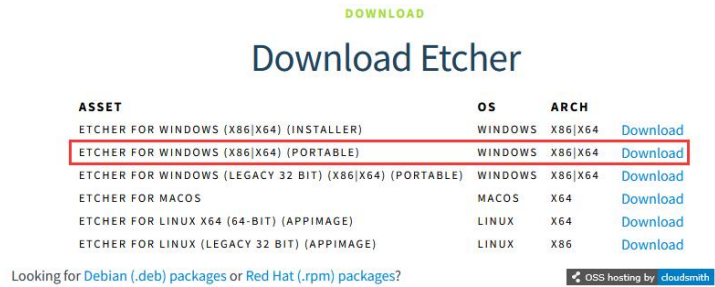 DOWNLOAD
Download Etcher
ASSET OS ARCH
ETCHER FOR WINDOWS (X86|X64) (INSTALLER) WINDOWS X86|X64 Download
ETCHER FOR WINDOWS (X86|X64) (PORTABLE) WINDOWS X86|X64 Download
ETCHER FOR WINDOWS (LEGACY 32 BIT) (X86|X64) (PORTABLE) WINDOWS X86|X64 Download
ETCHER FOR MACOS MACOS X64 Download
ETCHER FOR LINUX X64 (64-BIT) (APPIMAGE) LINUX X64 Download
ETCHER FOR LINUX (LEGACY 32 BIT) (APPIMAGE) LINUX X86 Download
Looking for Debian (.deb) packages or Red Hat (.rpm) packages? OSS hosting by cloudsmith